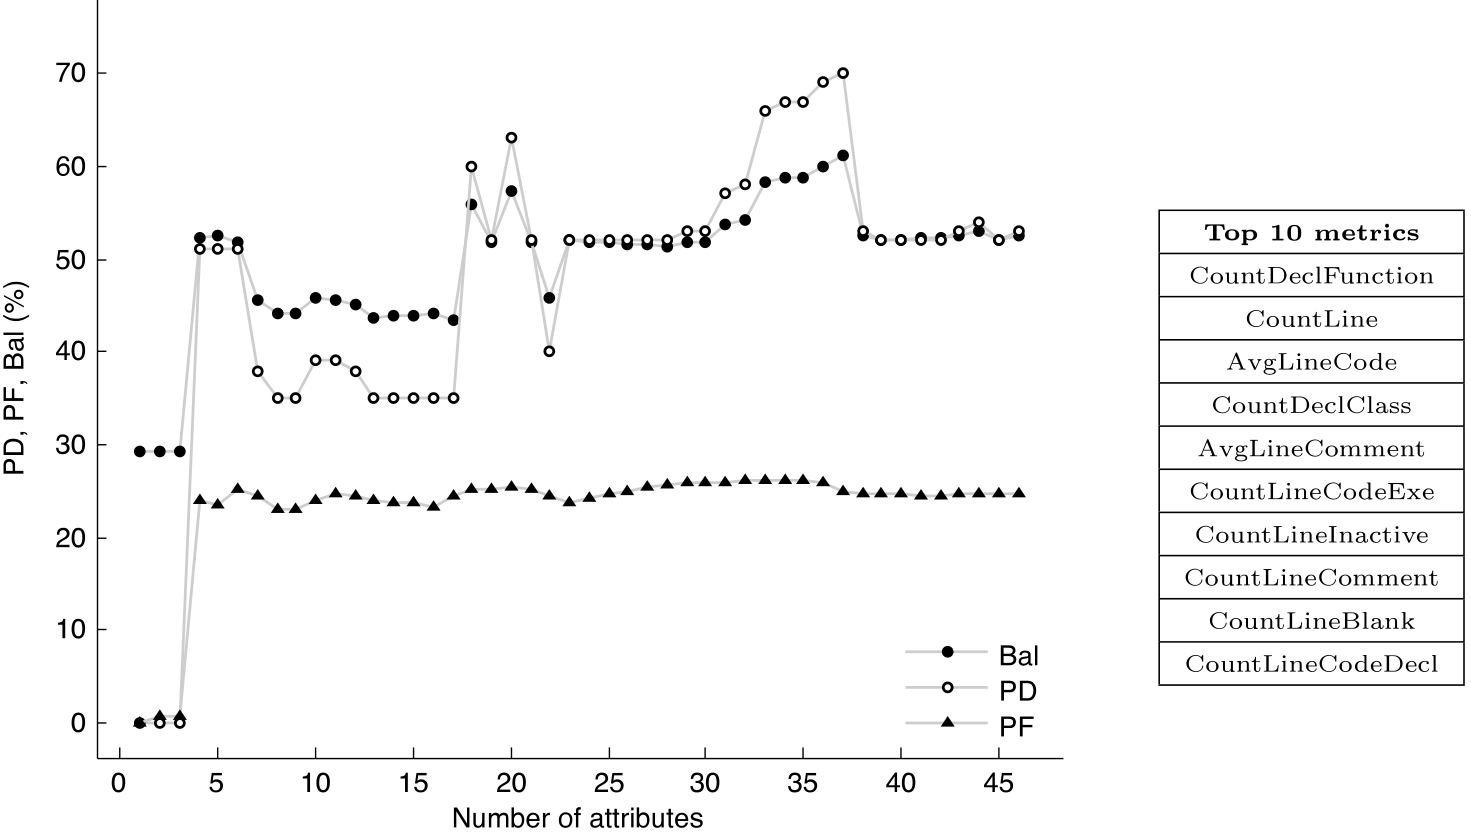 70
60
50
40
30
20
10
0
PD, PF, Bal (%)
0 5 10 15 20 25 30 35 40 45
Number of attributes
Bal
PD
PF
Top 10 metrics
CountDeclFunction
CountLine
AvgLineCode
CountDeclClass
AvgLineComment
CountLineCodeExe
CountLineInactive
CountLineComment
CountLineBlank
CountLineCodeDecl